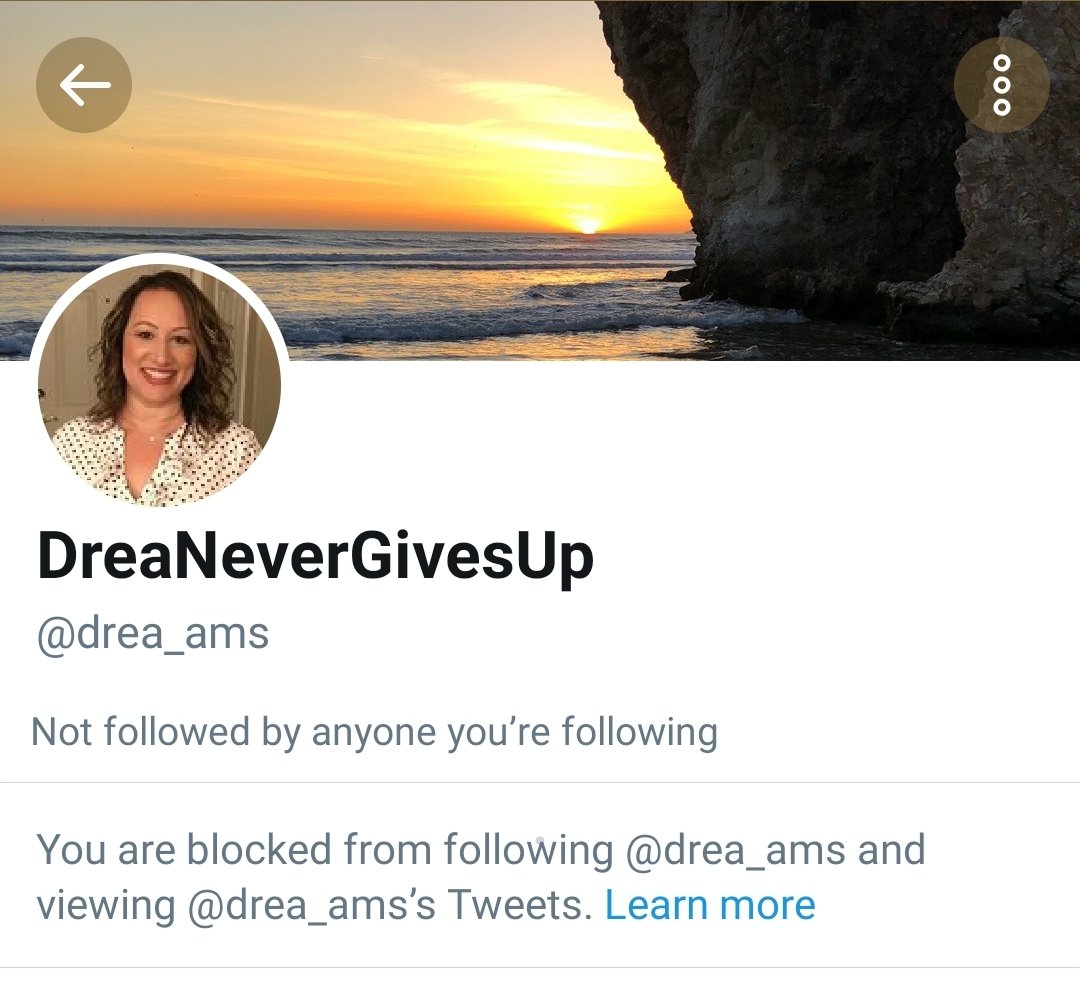 DreaNeverGivesUp
@drea_ams
Not followed by anyone you’re following
You are blocked from following @drea_ams and
viewing @drea_ams’s Tweets. Learn more